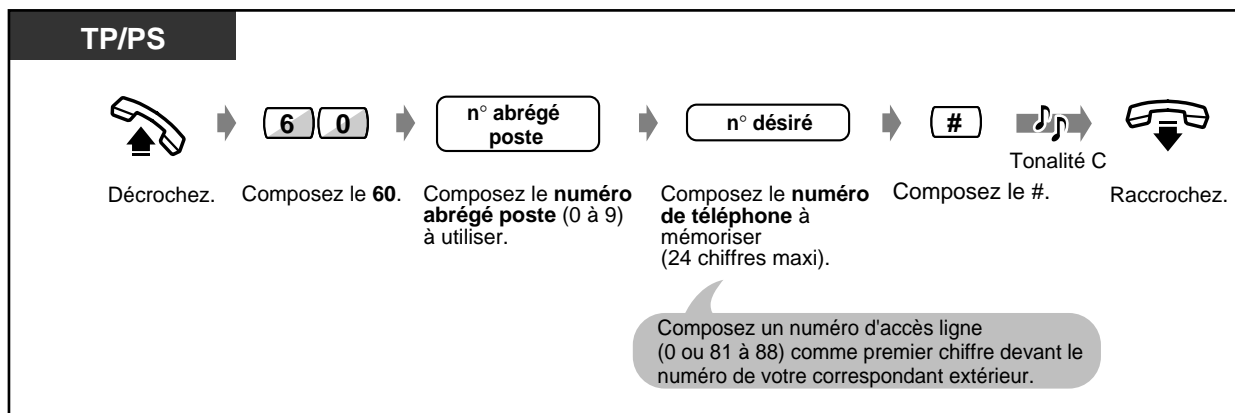 TP/PS
6 0
n° abrégé
poste
n° désiré
#
Tonalité C
Décrochez.
Composez le 60.
Composez le numéro
abrégé poste (0 à 9)
à utiliser.
Composez le numéro
de téléphone à
mémoriser
(24 chiffres maxi).
Composez le #.
Raccrochez.
Composez un numéro d'accès ligne
(0 ou 81 à 88) comme premier chiffre devant le
numéro de votre correspondant extérieur.